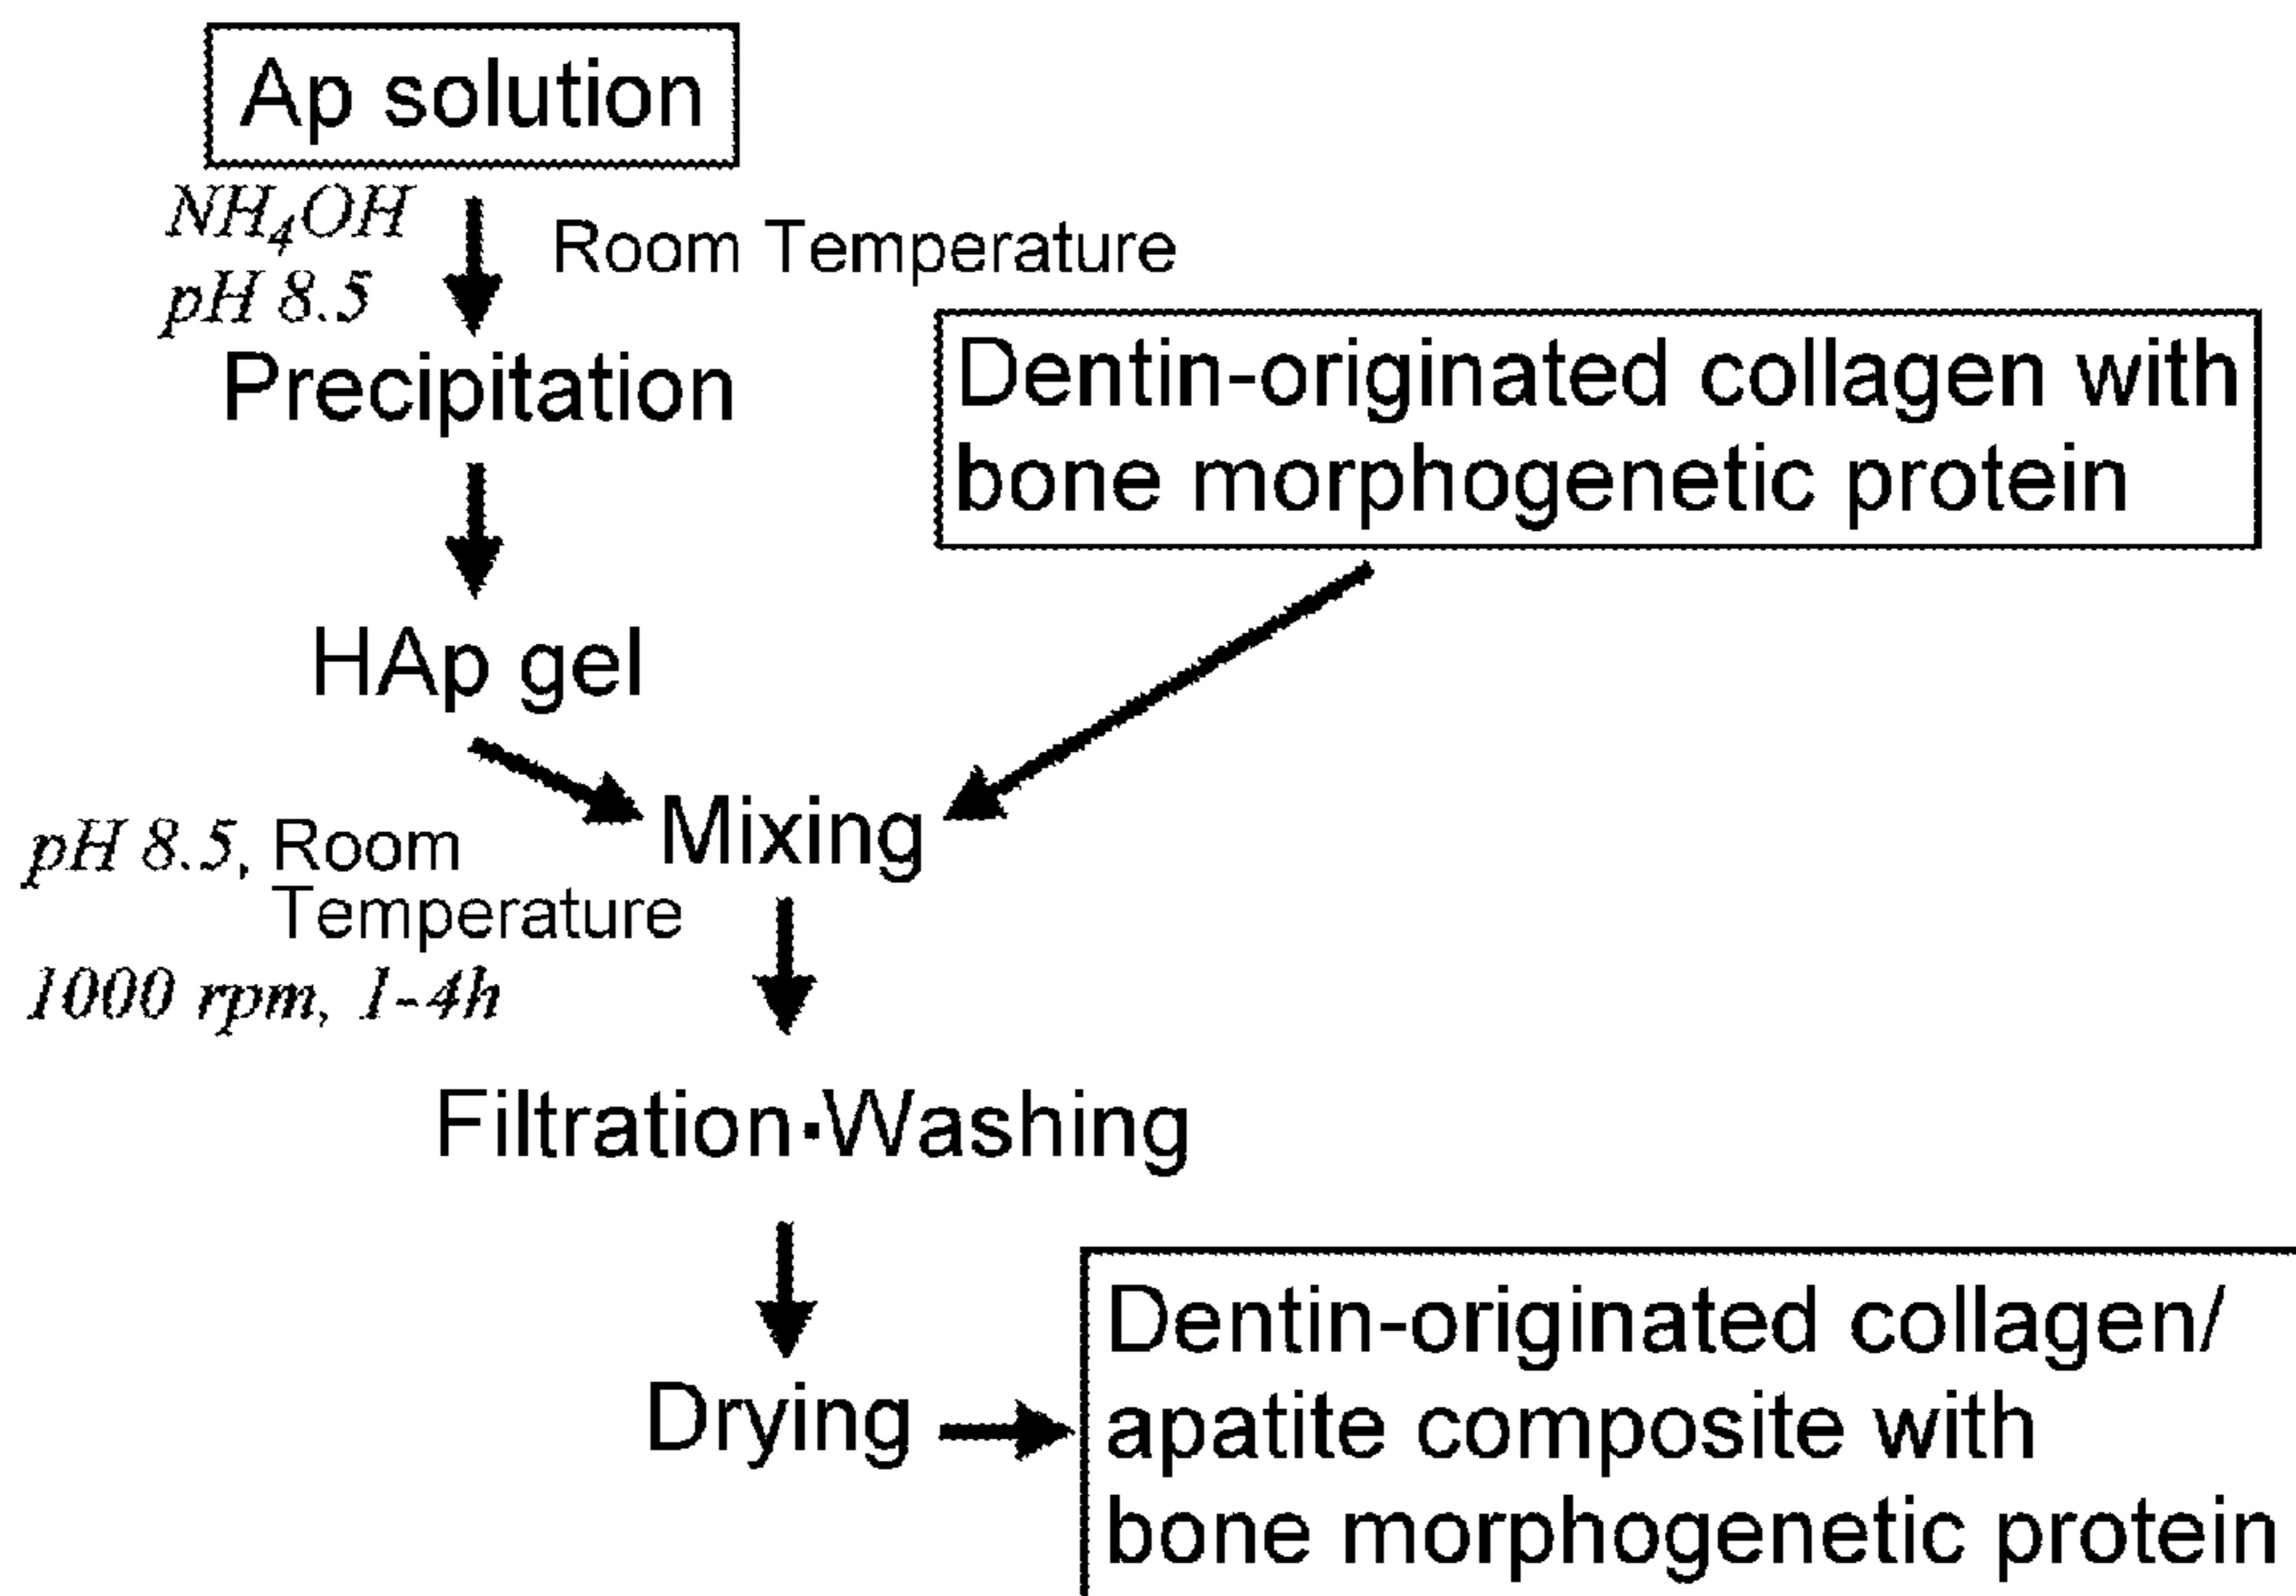 Ap solution
NH₄OH
pH 8.5
Room Temperature
Precipitation
Dentin-originated collagen with
bone morphogenetic protein
HAp gel
Mixing
pH 8.5, Room
Temperature
1000 rpm, 1-4h
Filtration·Washing
Drying
Dentin-originated collagen/
apatite composite with
bone morphogenetic protein